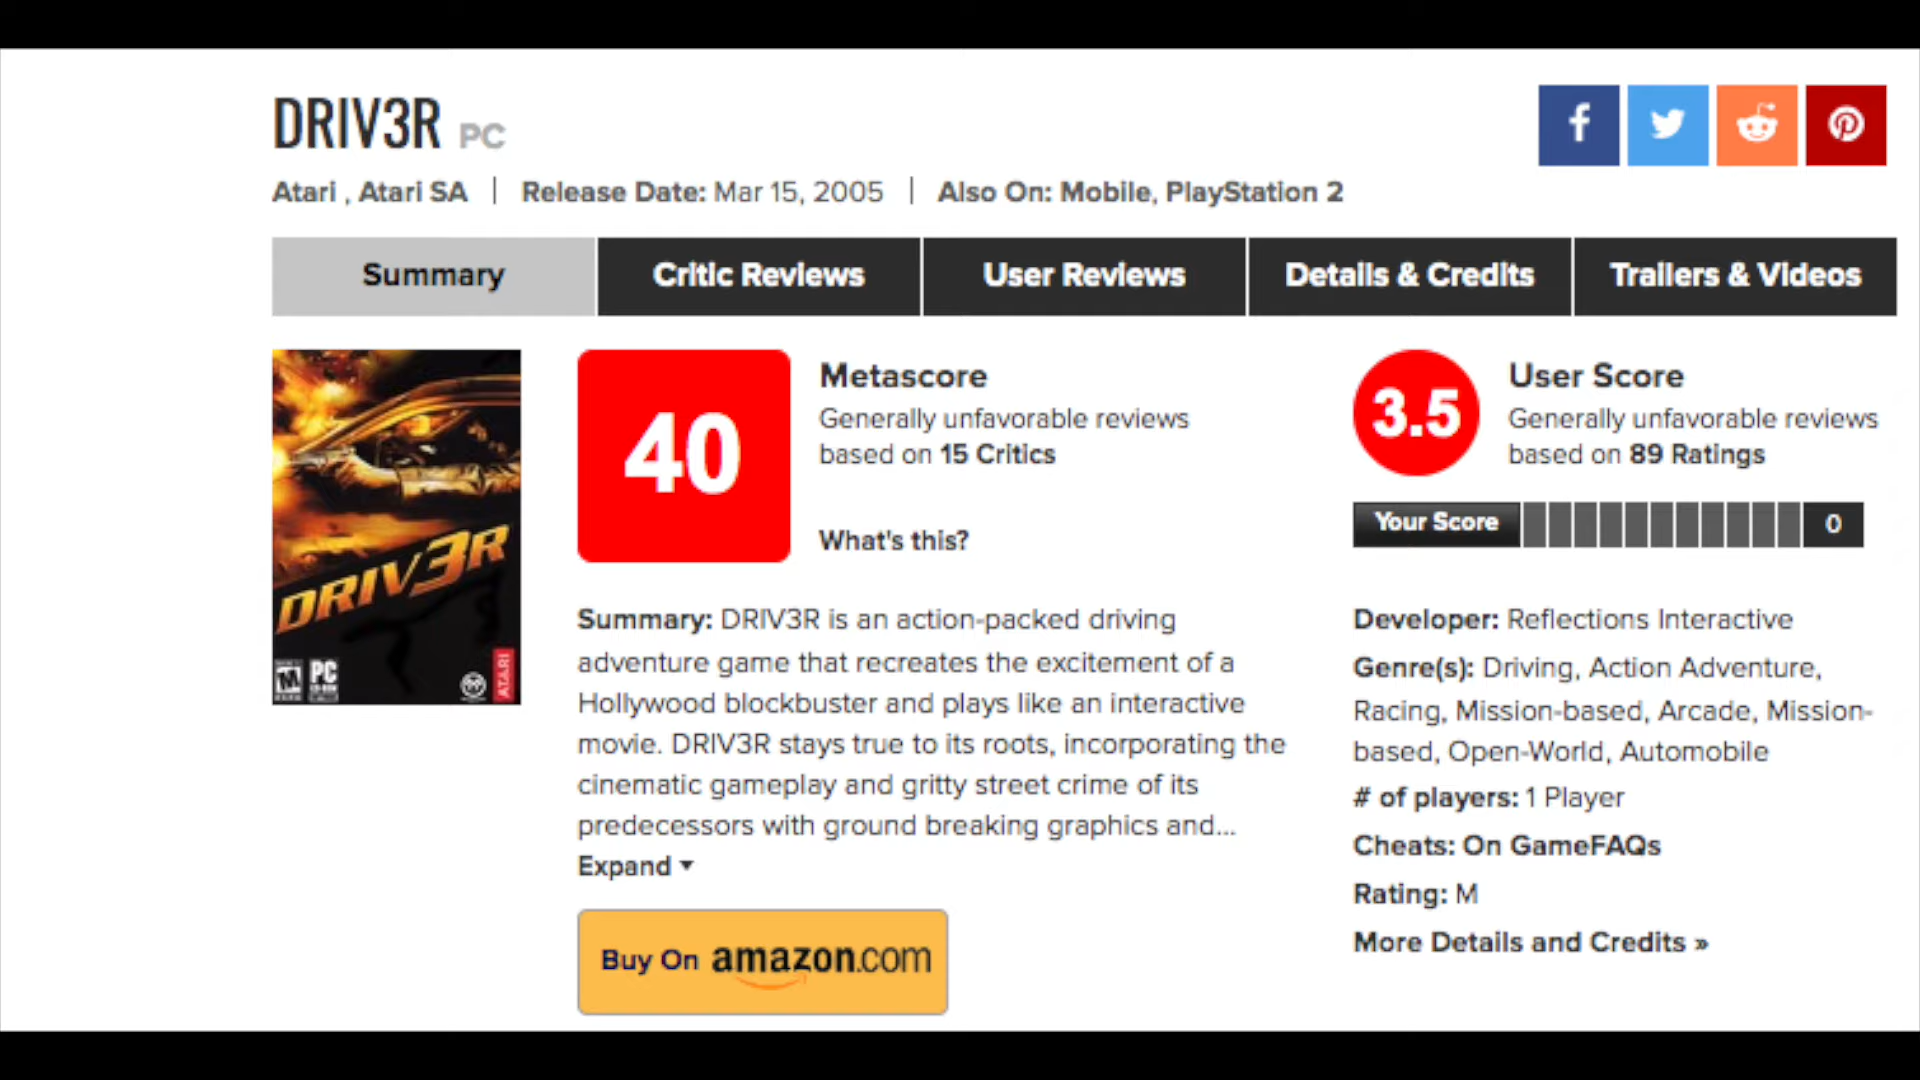 DRIV3R PC
Atari , Atari SA | Release Date: Mar 15, 2005 | Also On: Mobile, PlayStation 2
Summary
Critic Reviews
User Reviews
Details & Credits
Trailers & Videos
DRIV3R
M
PC
ATARI
40
Metascore
Generally unfavorable reviews
based on 15 Critics
What's this?
3.5
User Score
Generally unfavorable reviews
based on 89 Ratings
Your Score
0
Summary: DRIV3R is an action-packed driving
adventure game that recreates the excitement of a
Hollywood blockbuster and plays like an interactive
movie. DRIV3R stays true to its roots, incorporating the
cinematic gameplay and gritty street crime of its
predecessors with ground breaking graphics and...
Expand
Buy On amazon.com
Developer: Reflections Interactive
Genre(s): Driving, Action Adventure,
Racing, Mission-based, Arcade, Mission-
based, Open-World, Automobile
# of players: 1 Player
Cheats: On GameFAQs
Rating: M
More Details and Credits »